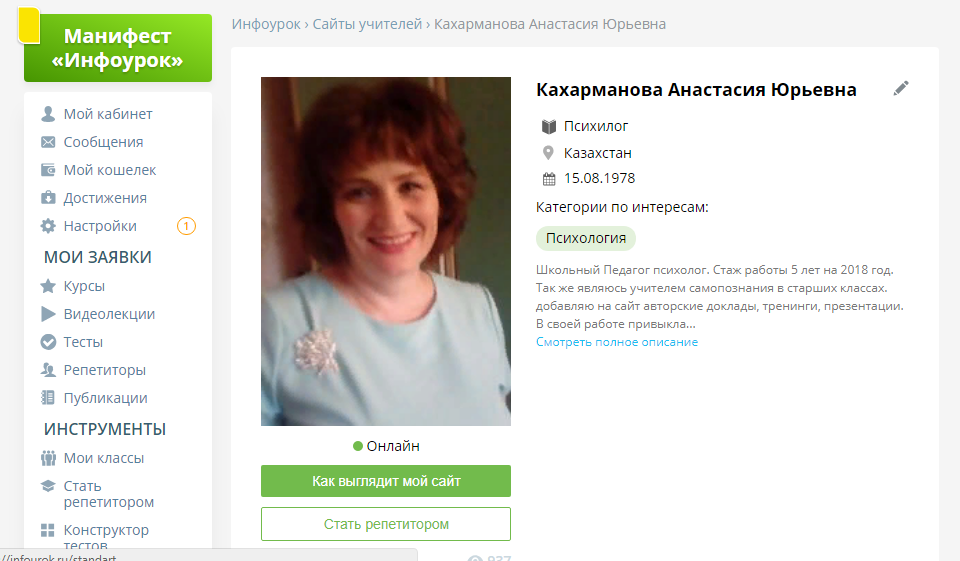 Манифест
«Инфоурок»
Мой кабинет
Сообщения
Мой кошелек
Достижения
Настройки 1
МОИ ЗАЯВКИ
Курсы
Видеолекции
Тесты
Репетиторы
Публикации
ИНСТРУМЕНТЫ
Мои классы
Стать
репетитором
Конструктор
тестов
//infourok.ru/standart
Инфоурок › Сайты учителей › Кахарманова Анастасия Юрьевна
Онлайн
Как выглядит мой сайт
Стать репетитором
937
Кахарманова Анастасия Юрьевна
Психилог
Казахстан
15.08.1978
Категории по интересам:
Психология
Школьный Педагог психолог. Стаж работы 5 лет на 2018 год.
Так же являюсь учителем самопознания в старших классах.
добавляю на сайт авторские доклады, тренинги, презентации.
В своей работе привыкла...
Смотреть полное описание